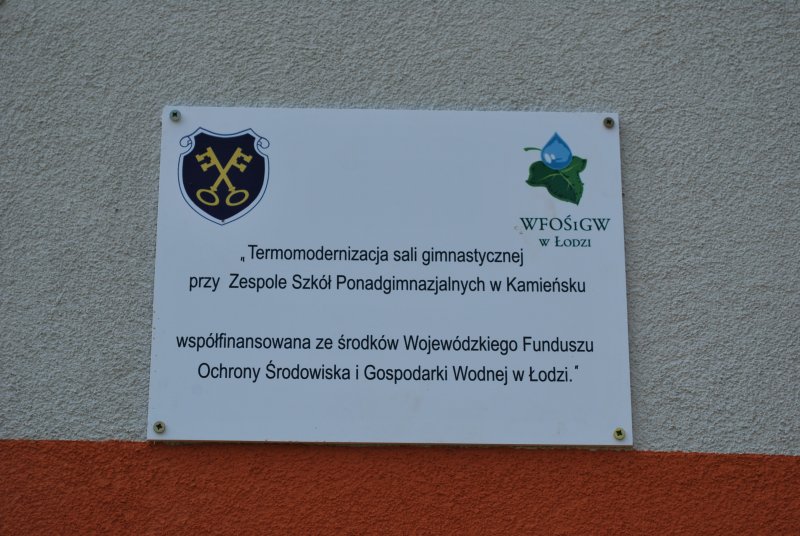 WFOŚiGW
w Łodzi
„Termomodernizacja sali gimnastycznej
przy Zespole Szkół Ponadgimnazjalnych w Kamieńsku
współfinansowana ze środków Wojewódzkiego Funduszu
Ochrony Środowiska i Gospodarki Wodnej w Łodzi."